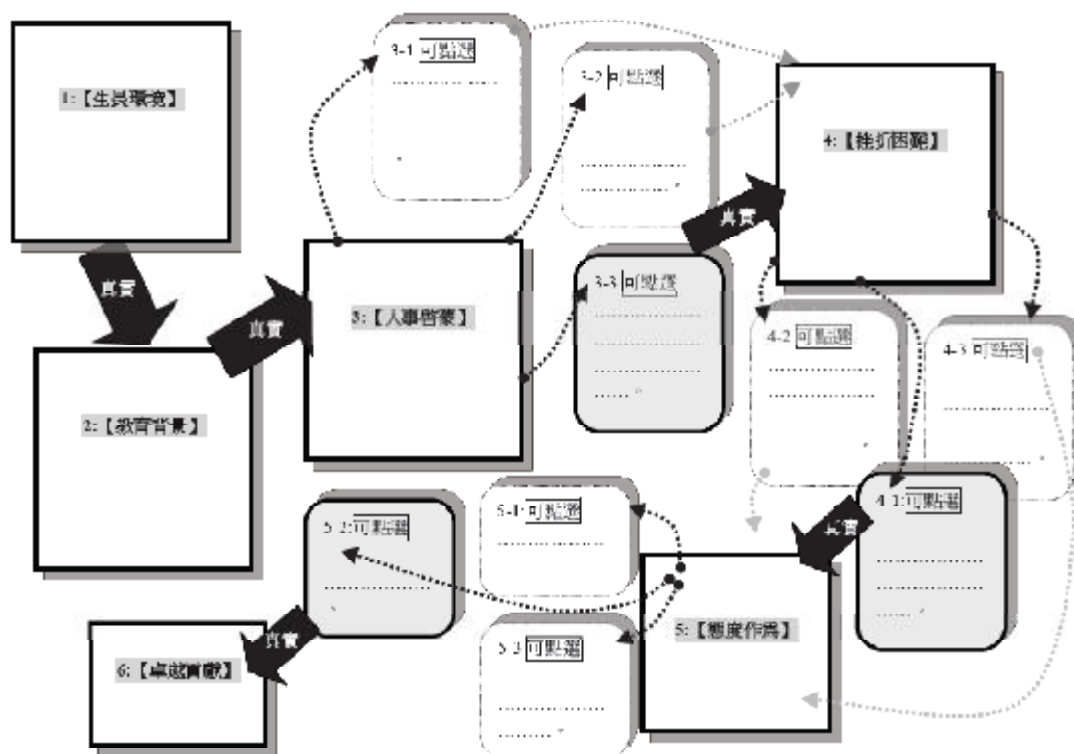 1:【生長環境】
真實
2:【教育背景】
真實
3:【人事啓蒙】
3-1 可點選
3-2 可點選
3-3 可點選
真實
4:【挫折困難】
4-2 可點選
4-3 可點選
4-1:可點選
真實
5:【態度作爲】
5-1:可點選
5-2:可點選
5-3 可點選
真實
6:【卓越貢獻】